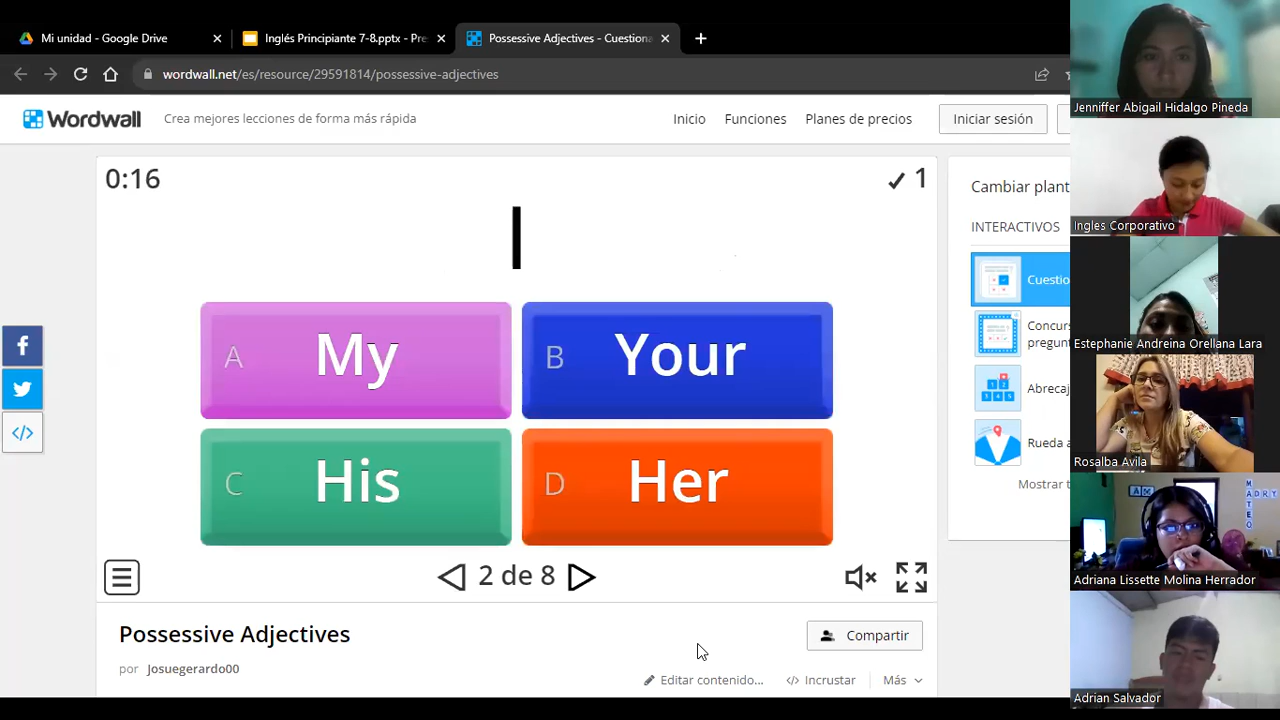 Mi unidad - Google Drive
Inglés Principiante 7-8.pptx - Pre
Possessive Adjectives - Cuestiona
wordwall.net/es/resource/29591814/possessive-adjectives
Wordwall
Crea mejores lecciones de forma más rápida
Inicio
Funciones
Planes de precios
Iniciar sesión
0:16
1
I
A My
B Your
C His
D Her
2 de 8
Possessive Adjectives
por Josuegerardo00
Compartir
Editar contenido...
Incrustar
Más
Cambiar plant
INTERACTIVOS
Cuestio
Concurs
pregunt
Abrecaj
Rueda a
Mostrar t
Jenniffer Abigail Hidalgo Pineda
Ingles Corporativo
Estephanie Andreina Orellana Lara
Rosalba Avila
MATEO
ADRY
Adriana Lissette Molina Herrador
Adrian Salvador